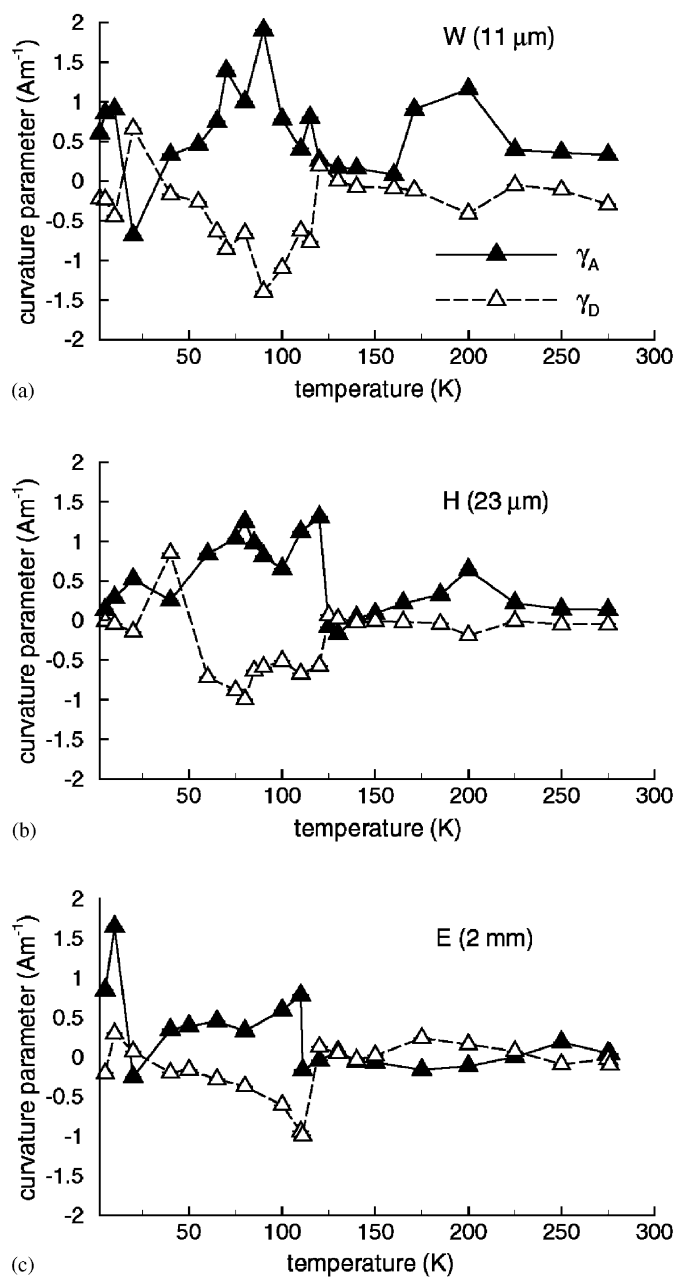 2
W (11 μm)
1.5
1
0.5
0
-0.5
-1
-1.5
-2
curvature parameter (Am⁻¹)
γA
γD
50 100 150 200 250 300
temperature (K)
(a)
2
H (23 μm)
1.5
1
0.5
0
-0.5
-1
-1.5
-2
curvature parameter (Am⁻¹)
50 100 150 200 250 300
temperature (K)
(b)
2
E (2 mm)
1.5
1
0.5
0
-0.5
-1
-1.5
-2
curvature parameter (Am⁻¹)
50 100 150 200 250 300
temperature (K)
(c)